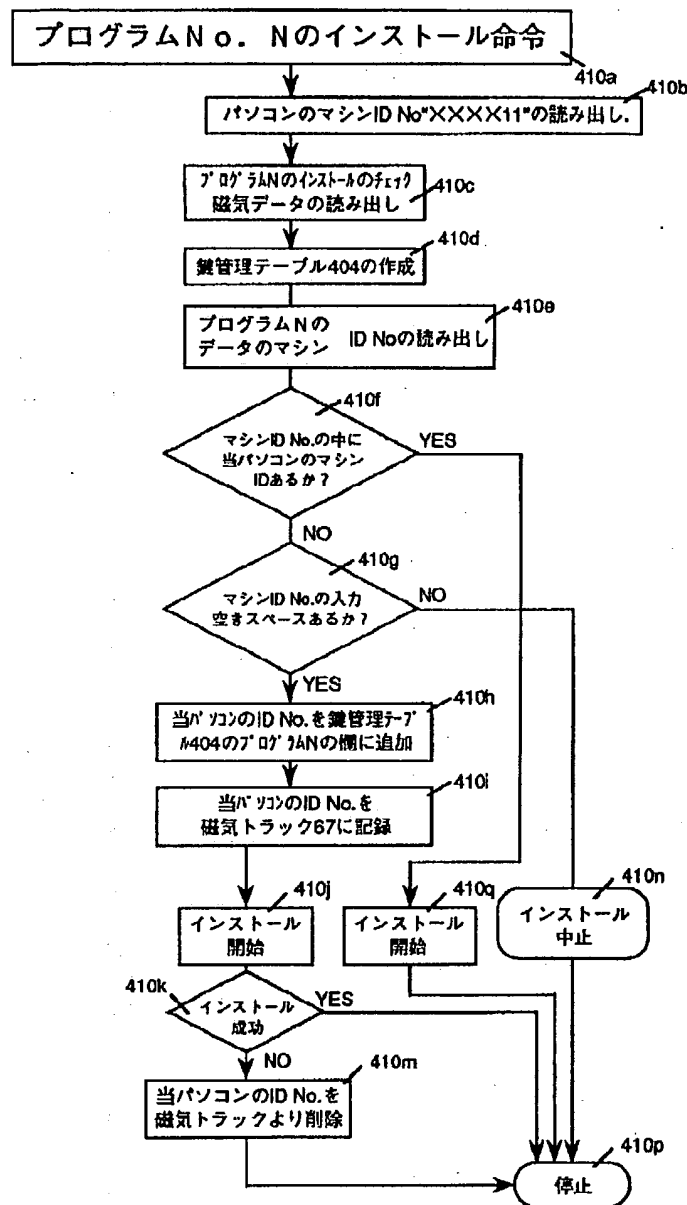 プログラムNo. Nのインストール命令
410a
410b
パソコンのマシンID No"××××11"の読み出し.
プログラムNのインストールのチェック
磁気データの読み出し
410c
410d
鍵管理テーブル404の作成
410e
プログラムNの
データのマシン ID Noの読み出し
410f
マシンID No.の中に
当パソコンのマシン
IDあるか?
YES
NO
410g
マシンID No.の入力
空きスペースあるか?
NO
YES
410h
当パソコンのID No.を鍵管理テーブ
ル404のプログラムNの欄に追加
410i
当パソコンのID No.を
磁気トラック67に記録
410j
インストール
開始
410q
インストール
開始
410n
インストール
中止
410k
インストール
成功
YES
NO
410m
当パソコンのID No.を
磁気トラックより削除
410p
停止